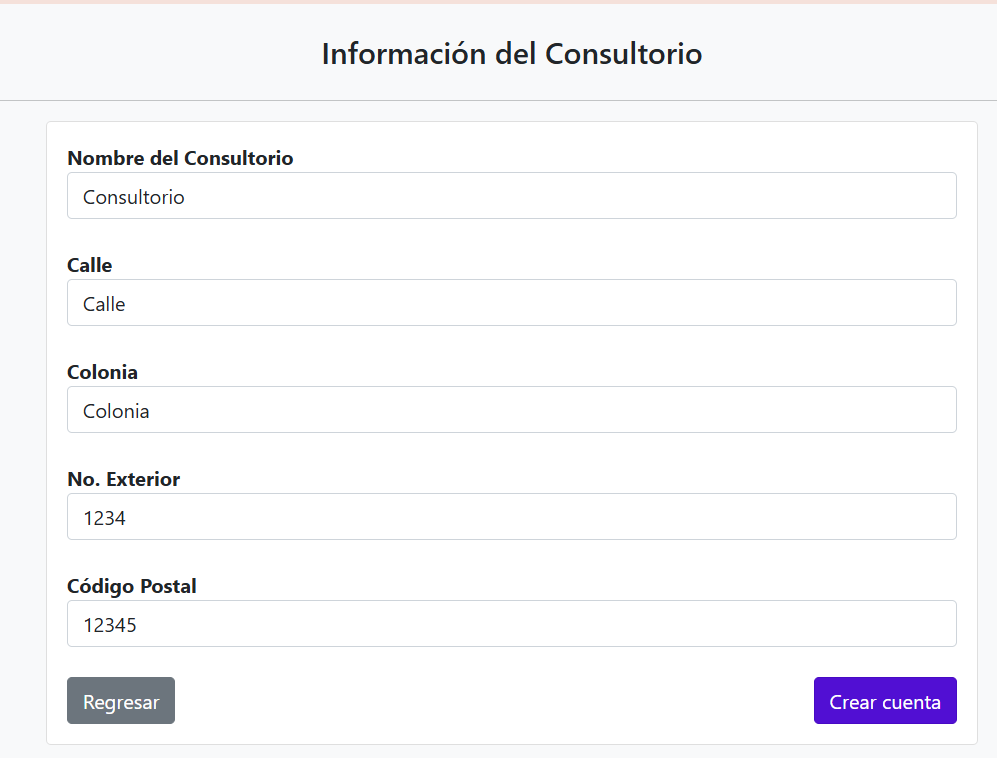 Información del Consultorio
Nombre del Consultorio
Consultorio
Calle
Calle
Colonia
Colonia
No. Exterior
1234
Código Postal
12345
Regresar
Crear cuenta